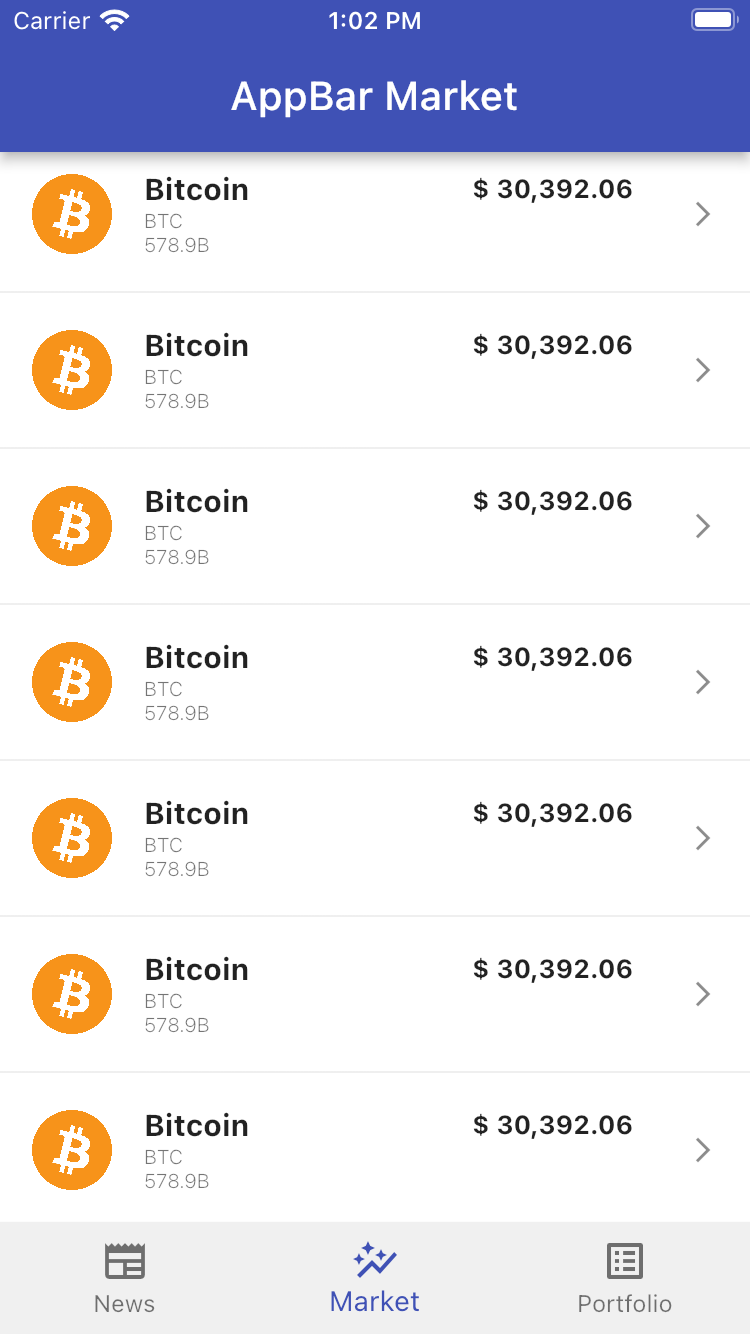 Carrier 1:02 PM
AppBar Market
Bitcoin $ 30,392.06
BTC
578.9B
Bitcoin $ 30,392.06
BTC
578.9B
Bitcoin $ 30,392.06
BTC
578.9B
Bitcoin $ 30,392.06
BTC
578.9B
Bitcoin $ 30,392.06
BTC
578.9B
Bitcoin $ 30,392.06
BTC
578.9B
Bitcoin $ 30,392.06
BTC
578.9B
News Market Portfolio